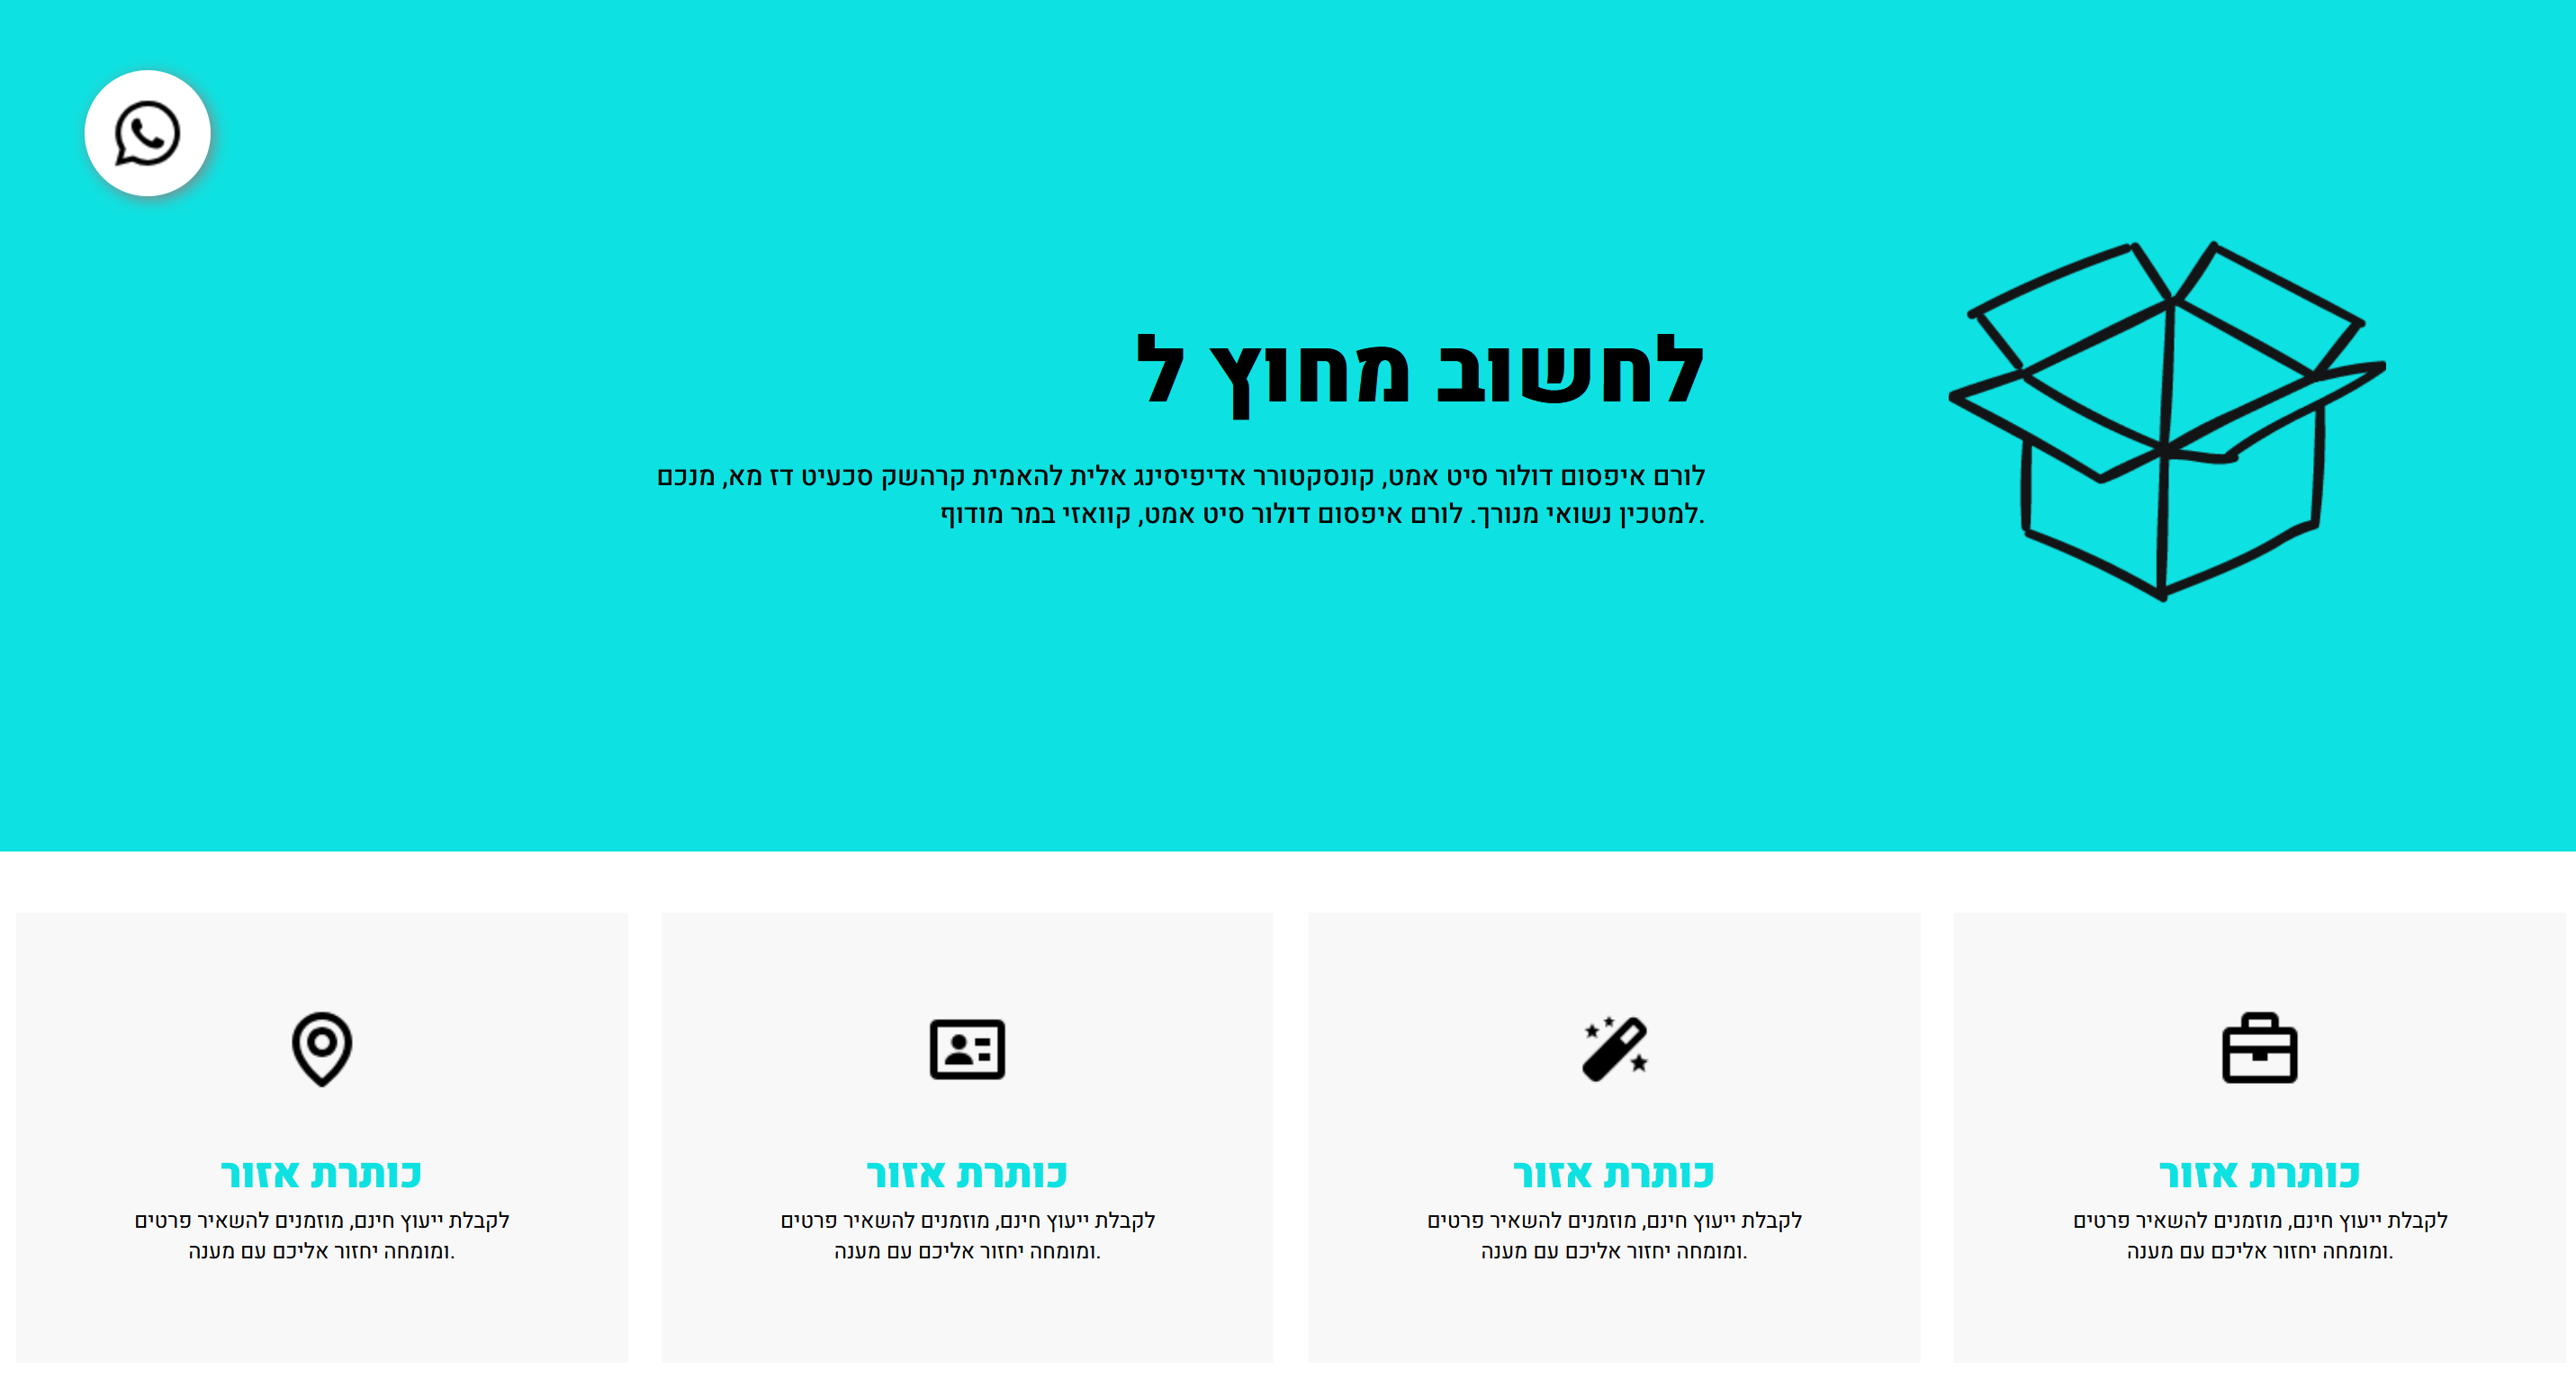 לחשוב מחוץ ל
לורם איפסום דולור סיט אמט, קונסקטורר אדיפיסינג אלית להאמית קרהשק סכעיט דז מא, מנכם
.למטכין נשואי מנורך. לורם איפסום דולור סיט אמט, קוואזי במר מודוף
כותרת אזור
לקבלת ייעוץ חינם, מוזמנים להשאיר פרטים
.ומומחה יחזור אליכם עם מענה
כותרת אזור
לקבלת ייעוץ חינם, מוזמנים להשאיר פרטים
.ומומחה יחזור אליכם עם מענה
כותרת אזור
לקבלת ייעוץ חינם, מוזמנים להשאיר פרטים
.ומומחה יחזור אליכם עם מענה
כותרת אזור
לקבלת ייעוץ חינם, מוזמנים להשאיר פרטים
.ומומחה יחזור אליכם עם מענה